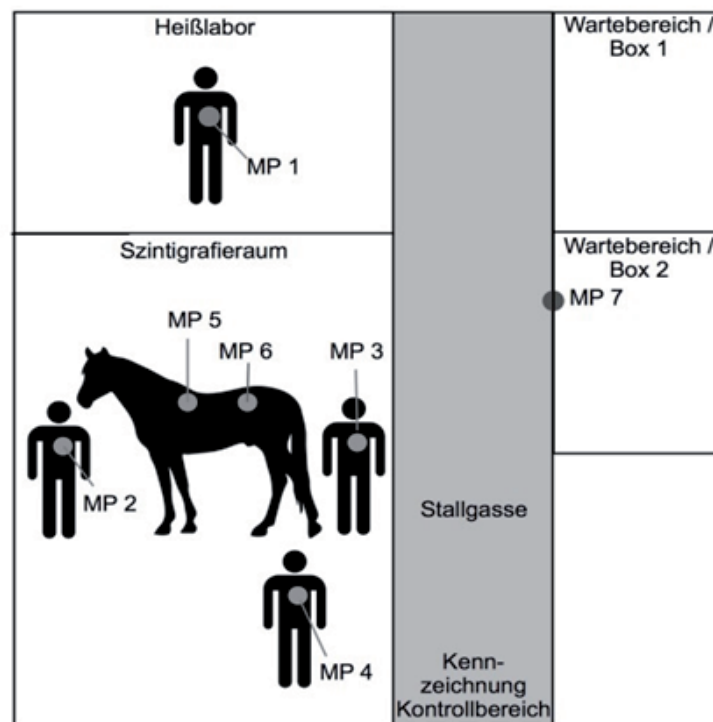 Heißlabor
MP 1
Wartebereich /
Box 1
Szintigrafieraum
Wartebereich /
Box 2
MP 7
MP 5
MP 6
MP 3
MP 2
MP 4
Stallgasse
Kenn-
zeichnung
Kontrollbereich